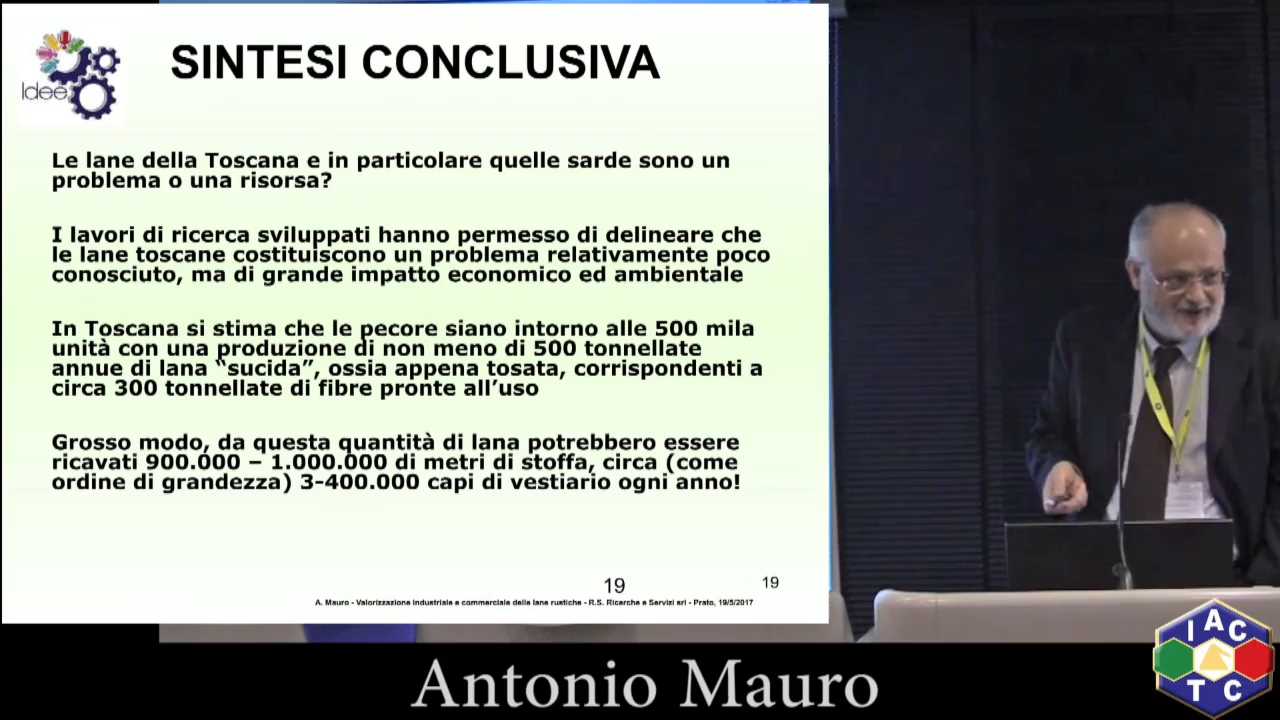 Idee
SINTESI CONCLUSIVA
Le lane della Toscana e in particolare quelle sarde sono un
problema o una risorsa?
I lavori di ricerca sviluppati hanno permesso di delineare che
le lane toscane costituiscono un problema relativamente poco
conosciuto, ma di grande impatto economico ed ambientale
In Toscana si stima che le pecore siano intorno alle 500 mila
unità con una produzione di non meno di 500 tonnellate
annue di lana “sucida”, ossia appena tosata, corrispondenti a
circa 300 tonnellate di fibre pronte all’uso
Grosso modo, da questa quantità di lana potrebbero essere
ricavati 900.000 – 1.000.000 di metri di stoffa, circa (come
ordine di grandezza) 3-400.000 capi di vestiario ogni anno!
19
19
A. Mauro - Valorizzazione industriale e commerciale delle lane rustiche - R.S. Ricerche e Servizi srl - Prato, 19/5/2017
Antonio Mauro
IAC
TC